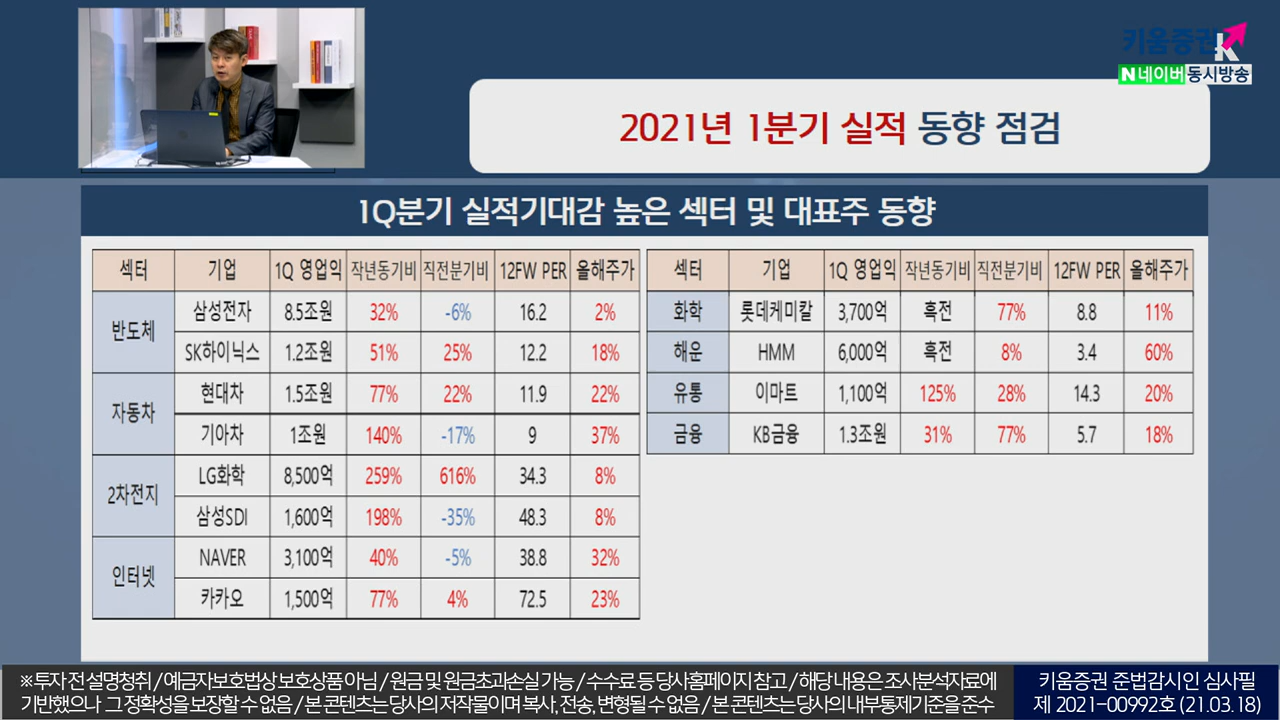 키움증권
N 네이버 동시방송
2021년 1분기 실적 동향 점검
1Q분기 실적기대감 높은 섹터 및 대표주 동향
섹터 기업 1Q 영업익 작년동기비 직전분기비 12FW PER 올해주가
반도체 삼성전자 8.5조원 32% -6% 16.2 2%
SK하이닉스 1.2조원 51% 25% 12.2 18%
자동차 현대차 1.5조원 77% 22% 11.9 22%
기아차 1조원 140% -17% 9 37%
2차전지 LG화학 8,500억 259% 616% 34.3 8%
삼성SDI 1,600억 198% -35% 48.3 8%
인터넷 NAVER 3,100억 40% -5% 38.8 32%
카카오 1,500억 77% 4% 72.5 23%
섹터 기업 1Q 영업익 작년동기비 직전분기비 12FW PER 올해주가
화학 롯데케미칼 3,700억 흑전 77% 8.8 11%
해운 HMM 6,000억 흑전 8% 3.4 60%
유통 이마트 1,100억 125% 28% 14.3 20%
금융 KB금융 1.3조원 31% 77% 5.7 18%
※ 투자 전 설명청취 / 예금자보호법상 보호상품 아님 / 원금 및 원금초과손실 가능 / 수수료 등 당사홈페이지 참고 / 해당 내용은 조사분석자료에
기반했으나 그 정확성을 보장할 수 없음 / 본 콘텐츠는 당사의 저작물이며 복사, 전송, 변형될 수 없음 / 본 콘텐츠는 당사의 내부통제기준을 준수
키움증권 준법감시인 심사필
제 2021-00992호 (21.03.18)